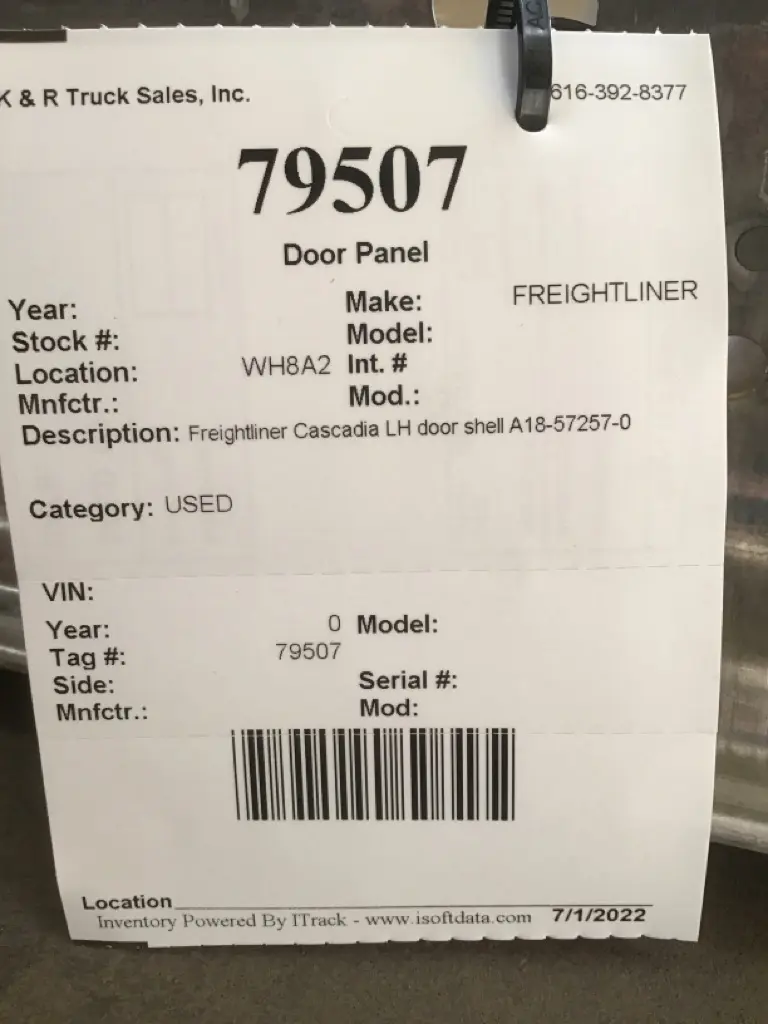 K & R Truck Sales, Inc. 616-392-8377
79507
Door Panel
Year: Make: FREIGHTLINER
Stock #: Model:
Location: WH8A2 Int. #
Mnfctr.: Mod.:
Description: Freightliner Cascadia LH door shell A18-57257-0
Category: USED
VIN:
Year: 0 Model:
Tag #: 79507
Side: Serial #:
Mnfctr.: Mod:
Location
Inventory Powered By ITrack - www.isoftdata.com 7/1/2022